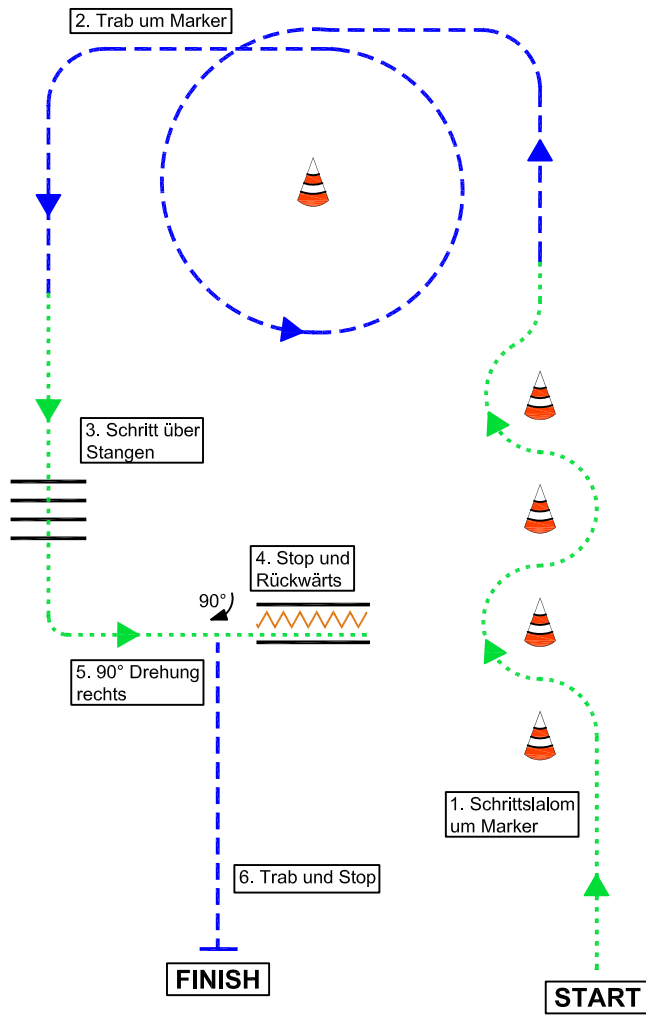 2. Trab um Marker
3. Schritt über
Stangen
4. Stop und
Rückwärts
90°
5. 90° Drehung
rechts
1. Schrittslalom
um Marker
6. Trab und Stop
FINISH
START